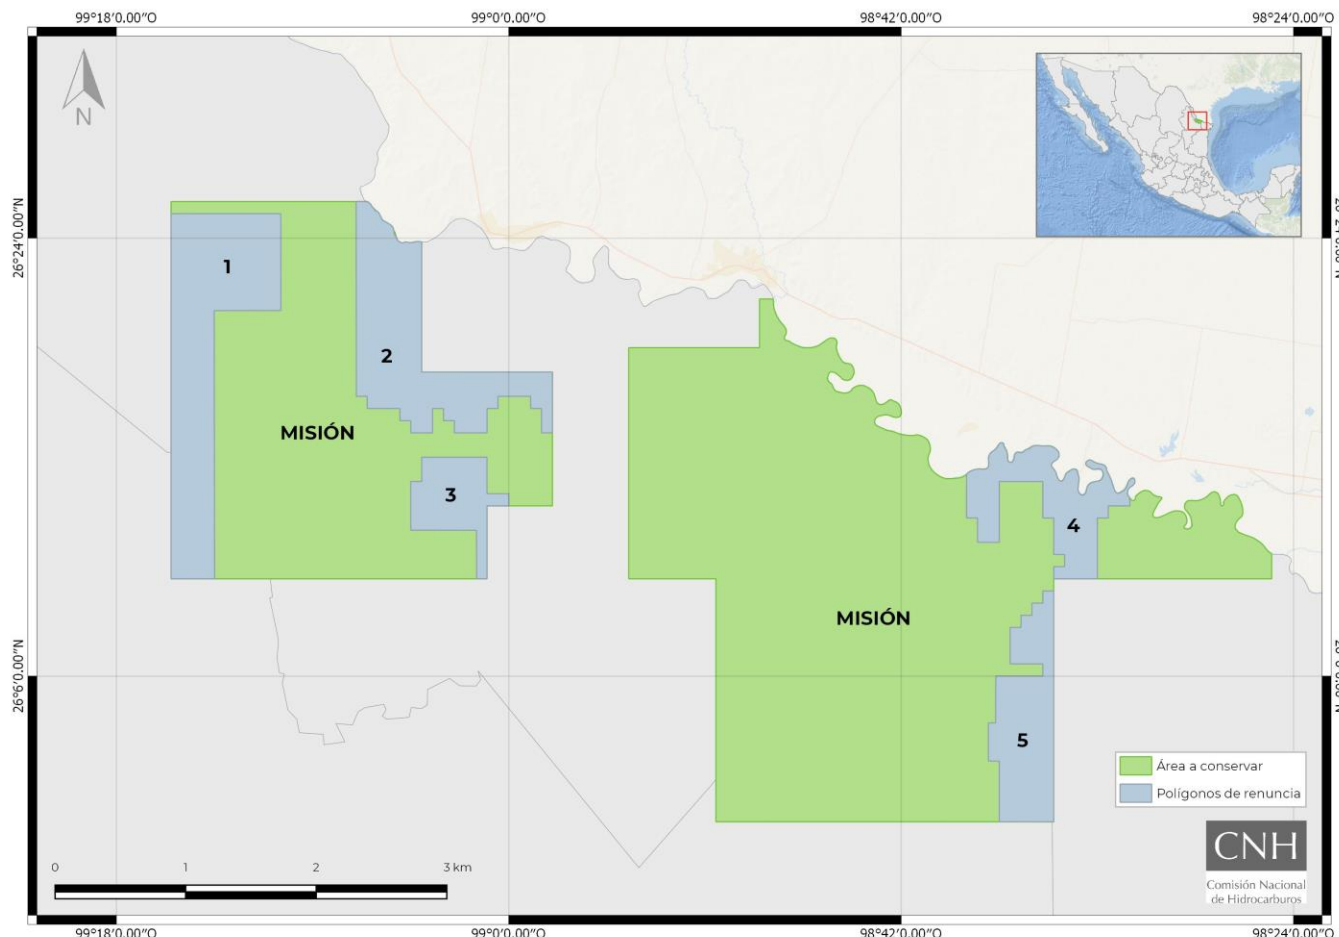 99°18'0.00"O 99°0'0.00"O 98°42'0.00"O 98°24'0.00"O
N
26°24'0.00"N
1
2
MISIÓN
3
4
MISIÓN
26°6'0.00"N
5
Área a conservar
Polígonos de renuncia
CNH
Comisión Nacional
de Hidrocarburos
0 1 2 3 km
99°18'0.00"O 99°0'0.00"O 98°42'0.00"O 98°24'0.00"O